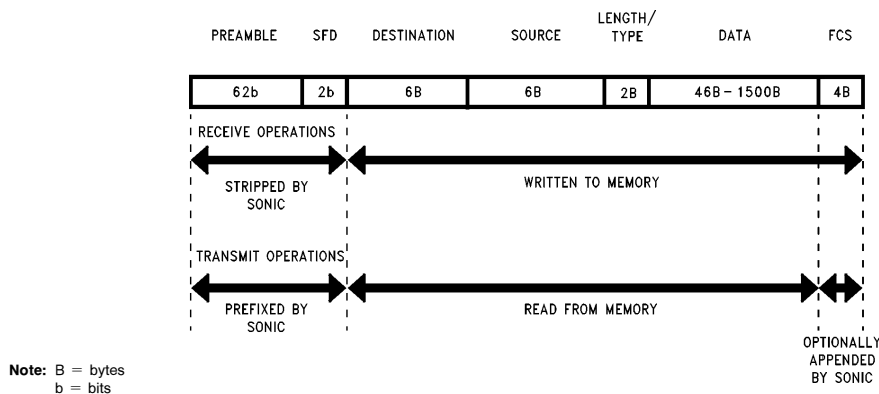 PREAMBLE SFD DESTINATION SOURCE LENGTH/
TYPE DATA FCS
62b 2b 6B 6B 2B 46B – 1500B 4B
RECEIVE OPERATIONS
STRIPPED BY
SONIC
WRITTEN TO MEMORY
TRANSMIT OPERATIONS
PREFIXED BY
SONIC
READ FROM MEMORY
OPTIONALLY
APPENDED
BY SONIC
Note: B = bytes
b = bits